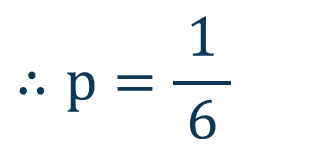 ∴ p = 1/6